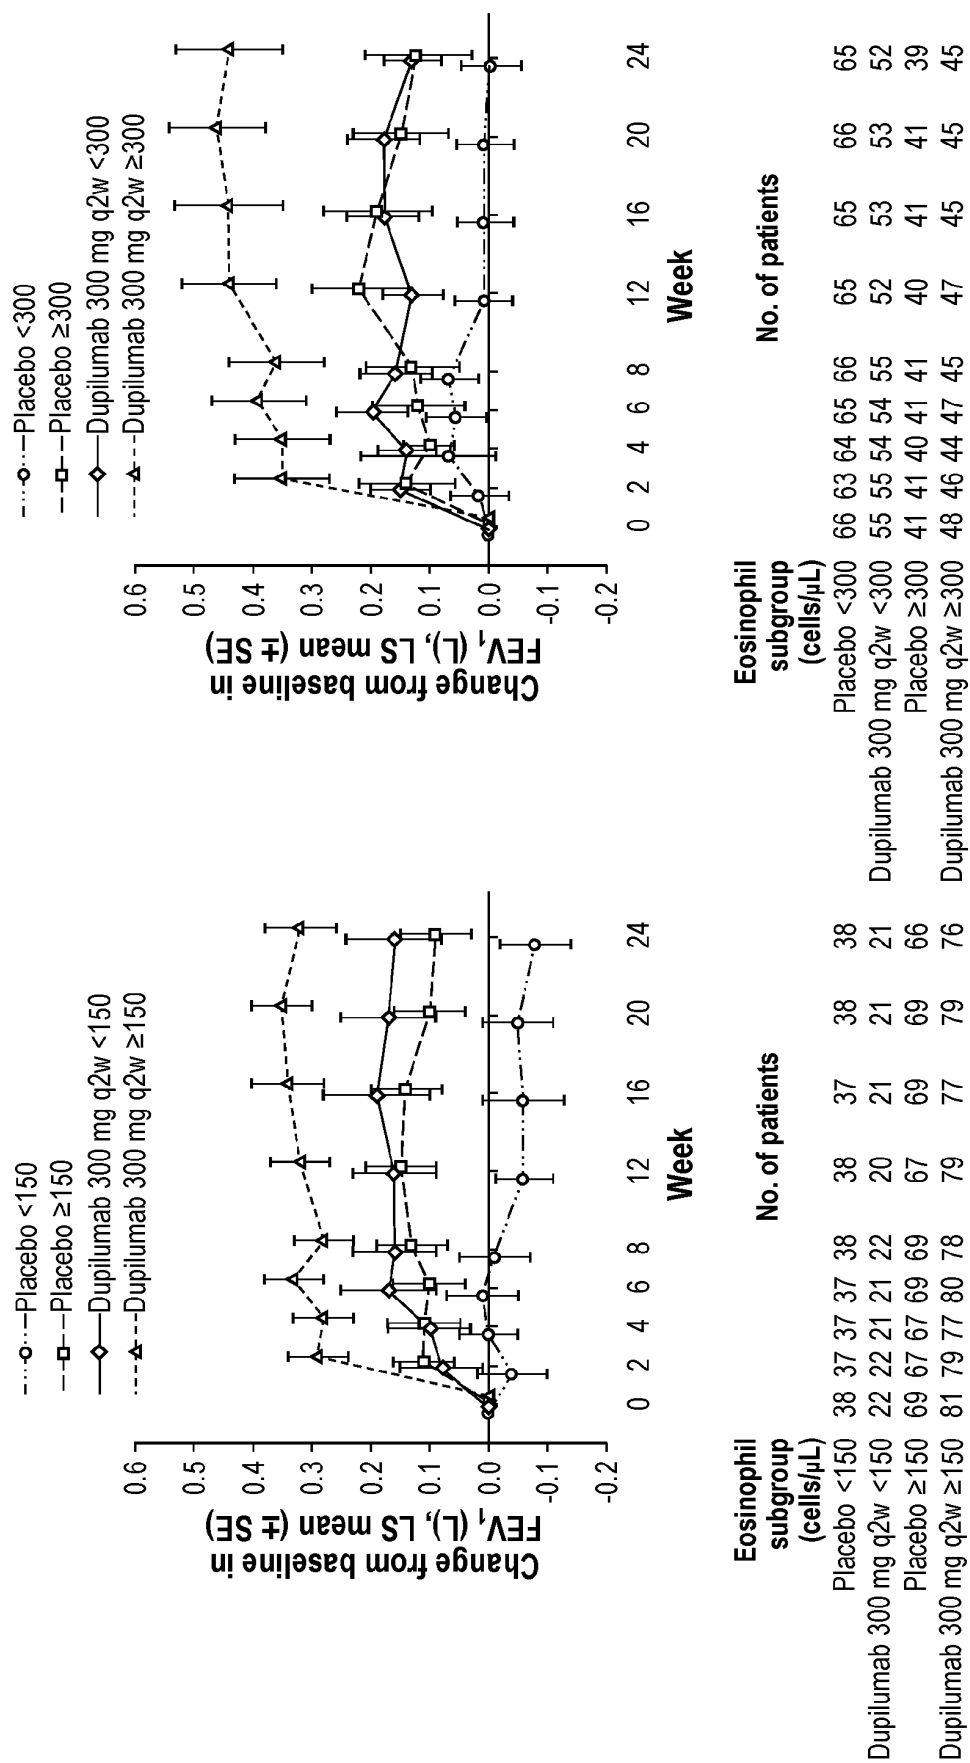 Placebo <150
Placebo ≥150
Dupilumab 300 mg q2w <150
Dupilumab 300 mg q2w ≥150
Change from baseline in
FEV1 (L), LS mean (± SE)
0.6
0.5
0.4
0.3
0.2
0.1
0.0
-0.1
-0.2
0 2 4 6 8 12 16 20 24
Week
Eosinophil
subgroup
(cells/µL)
No. of patients
Placebo <150 38 37 37 37 38 38 37 38 38
Dupilumab 300 mg q2w <150 22 22 21 21 22 20 21 21 21
Placebo ≥150 69 67 67 69 69 67 69 69 66
Dupilumab 300 mg q2w ≥150 81 79 77 80 78 79 77 79 76
Placebo <300
Placebo ≥300
Dupilumab 300 mg q2w <300
Dupilumab 300 mg q2w ≥300
Change from baseline in
FEV1 (L), LS mean (± SE)
0.6
0.5
0.4
0.3
0.2
0.1
0.0
-0.1
-0.2
0 2 4 6 8 12 16 20 24
Week
Eosinophil
subgroup
(cells/µL)
No. of patients
Placebo <300 66 63 64 65 66 65 65 66 65
Dupilumab 300 mg q2w <300 55 55 54 54 55 52 53 53 52
Placebo ≥300 41 41 40 41 41 40 41 41 39
Dupilumab 300 mg q2w ≥300 48 46 44 47 45 47 45 45 45